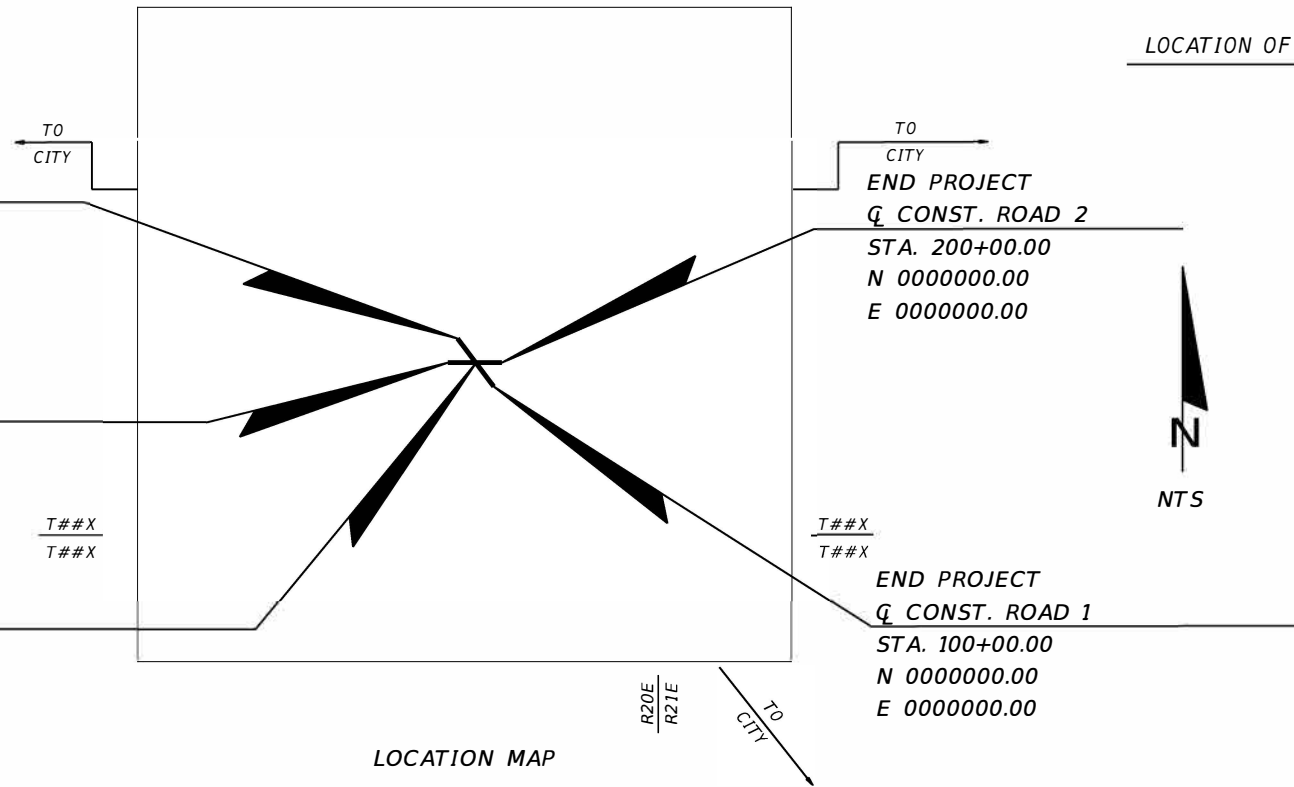 LOCATION OF
TO
CITY
TO
CITY
END PROJECT
℄ CONST. ROAD 2
STA. 200+00.00
N 0000000.00
E 0000000.00
N
NTS
T##X
T##X
T##X
T##X
END PROJECT
℄ CONST. ROAD 1
STA. 100+00.00
N 0000000.00
E 0000000.00
R20E
R21E
TO
CITY
LOCATION MAP